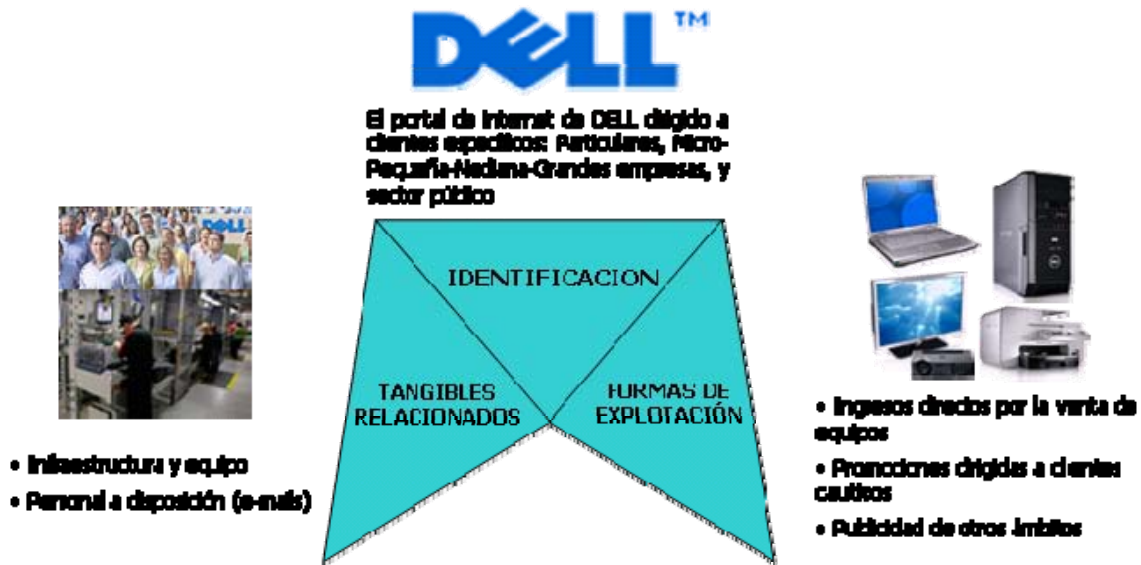 DELL™
El portal de internet de DELL dirigido a
clientes específicos: Particulares, Micro-
Pequeña-Mediana-Grandes empresas, y
sector público
DELL
IDENTIFICACION
TANGIBLES
RELACIONADOS
FORMAS DE
EXPLOTACIÓN
• Infraestructura y equipo
• Personal a disposición (e-mails)
• Ingresos directos por la venta de
equipos
• Promociones dirigidas a clientes
cautivos
• Publicidad de otros ámbitos